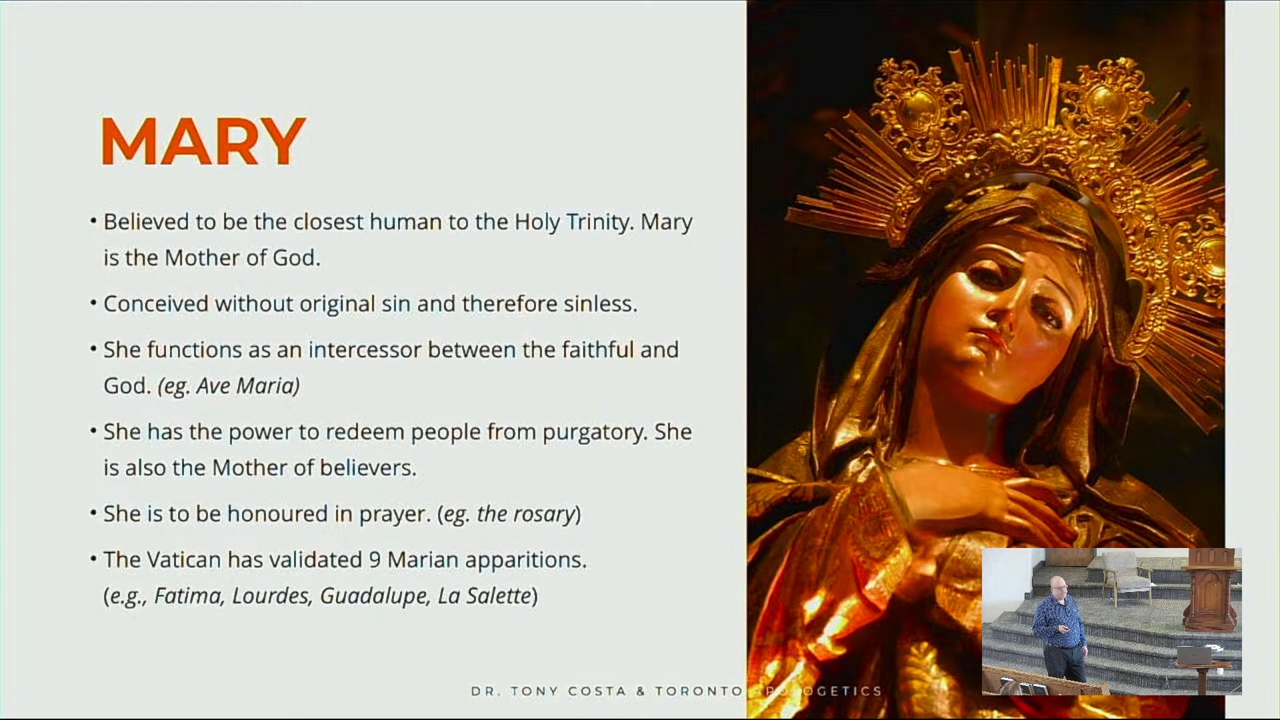 MARY
• Believed to be the closest human to the Holy Trinity. Mary
is the Mother of God.
• Conceived without original sin and therefore sinless.
• She functions as an intercessor between the faithful and
God. (eg. Ave Maria)
• She has the power to redeem people from purgatory. She
is also the Mother of believers.
• She is to be honoured in prayer. (eg. the rosary)
• The Vatican has validated 9 Marian apparitions.
(e.g., Fatima, Lourdes, Guadalupe, La Salette)
DR. TONY COSTA & TORONTO APOLOGETICS